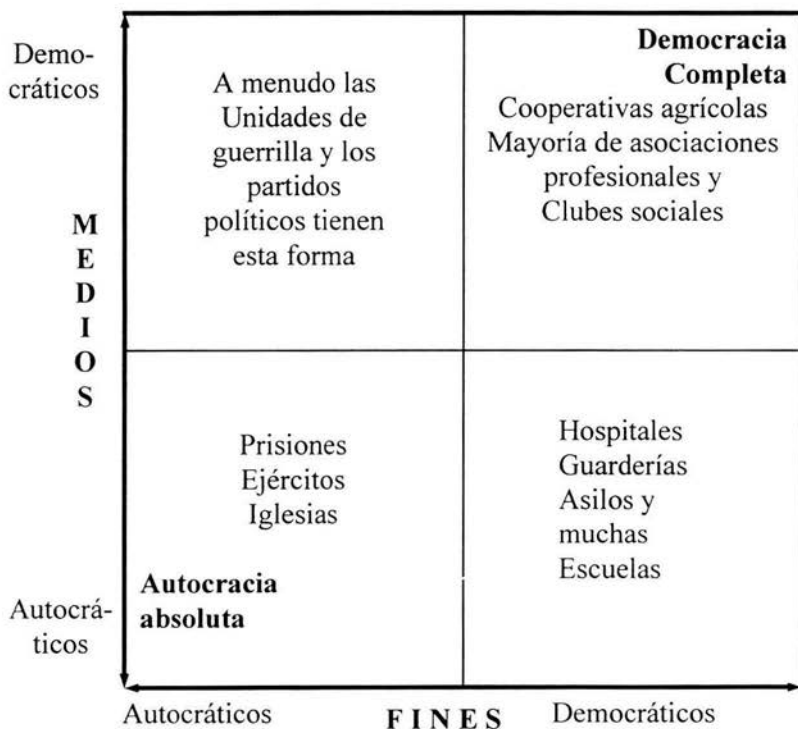 Demo-
cráticos
A menudo las
Unidades de
guerrilla y los
partidos
políticos tienen
esta forma
Democracia
Completa
Cooperativas agrícolas
Mayoría de asociaciones
profesionales y
Clubes sociales
M
E
D
I
O
S
Prisiones
Ejércitos
Iglesias
Autocracia
absoluta
Hospitales
Guarderías
Asilos y
muchas
Escuelas
Autocrá-
ticos
Autocráticos
FINES
Democráticos